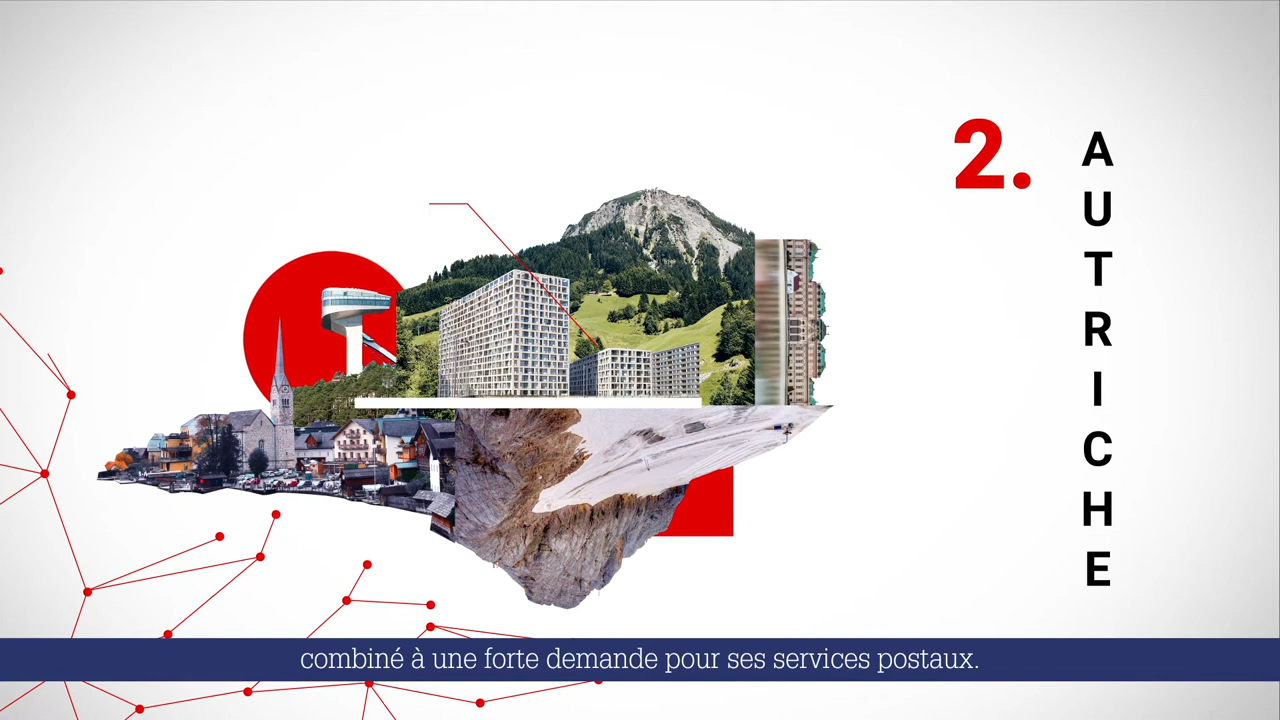 2.
AUTRICHE
combiné à une forte demande pour ses services postaux.